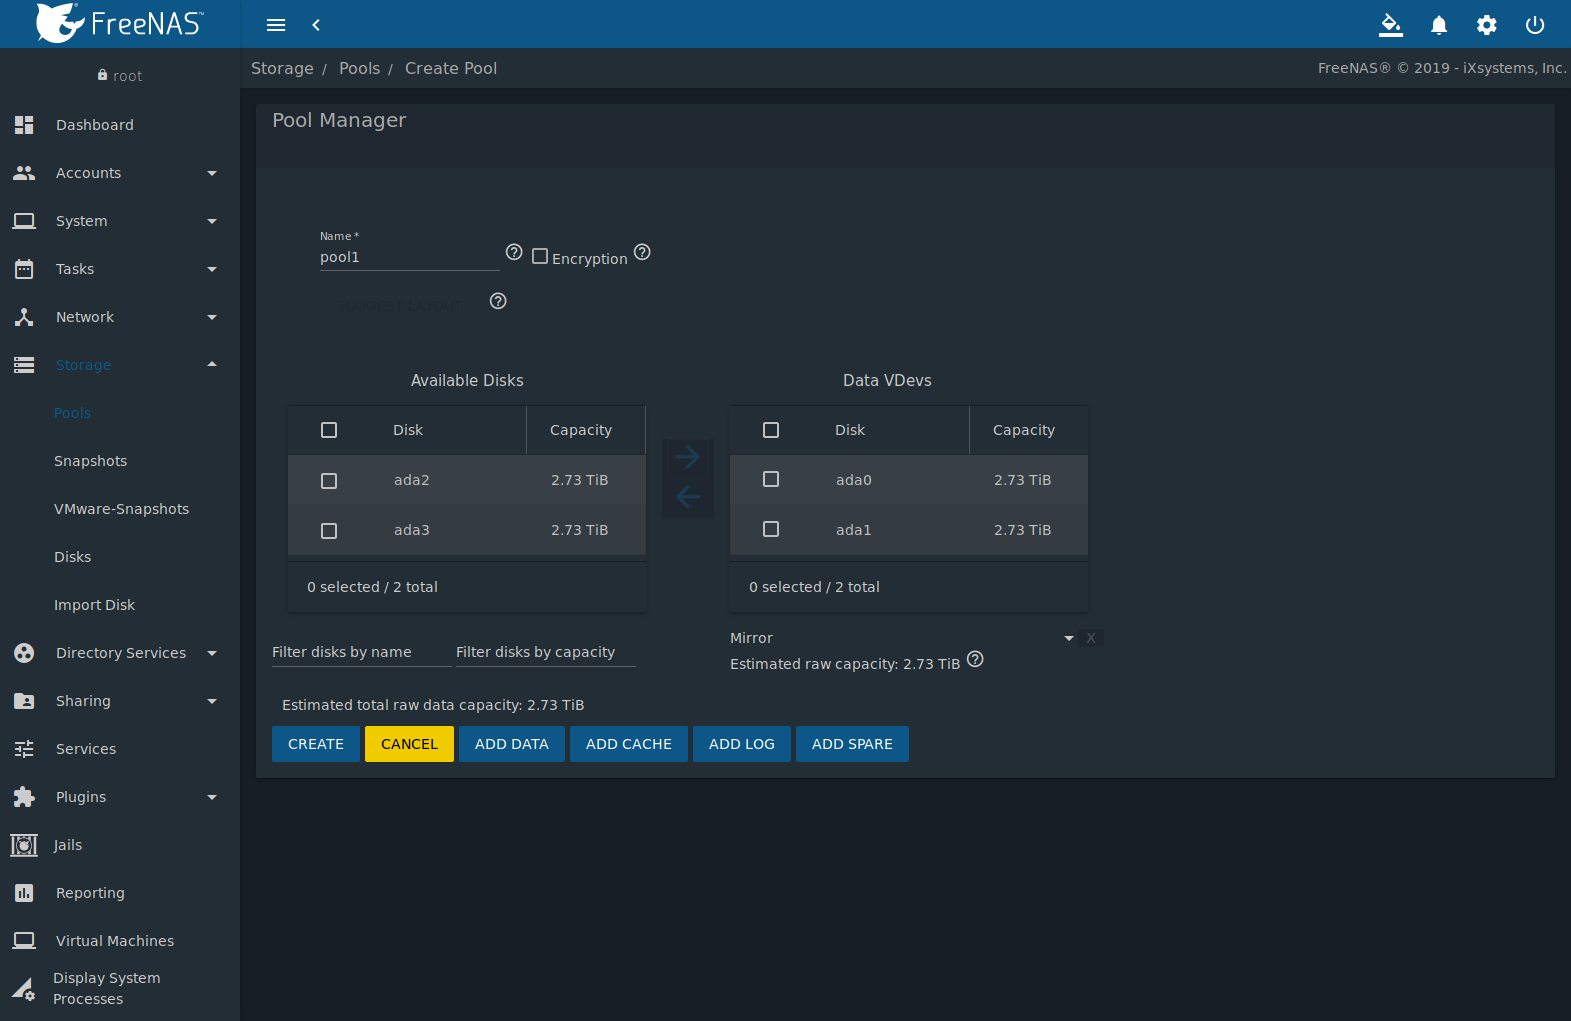 FreeNAS™
Storage / Pools / Create Pool
FreeNAS® © 2019 - iXsystems, Inc.
root
Dashboard
Accounts
System
Tasks
Network
Storage
Pools
Snapshots
VMware-Snapshots
Disks
Import Disk
Directory Services
Sharing
Services
Plugins
Jails
Reporting
Virtual Machines
Display System
Processes
Pool Manager
Name *
pool1
Encryption
SUGGEST LAYOUT
Available Disks
Disk Capacity
ada2 2.73 TiB
ada3 2.73 TiB
0 selected / 2 total
Filter disks by name Filter disks by capacity
Data VDevs
Disk Capacity
ada0 2.73 TiB
ada1 2.73 TiB
0 selected / 2 total
Mirror X
Estimated raw capacity: 2.73 TiB
Estimated total raw data capacity: 2.73 TiB
CREATE CANCEL ADD DATA ADD CACHE ADD LOG ADD SPARE